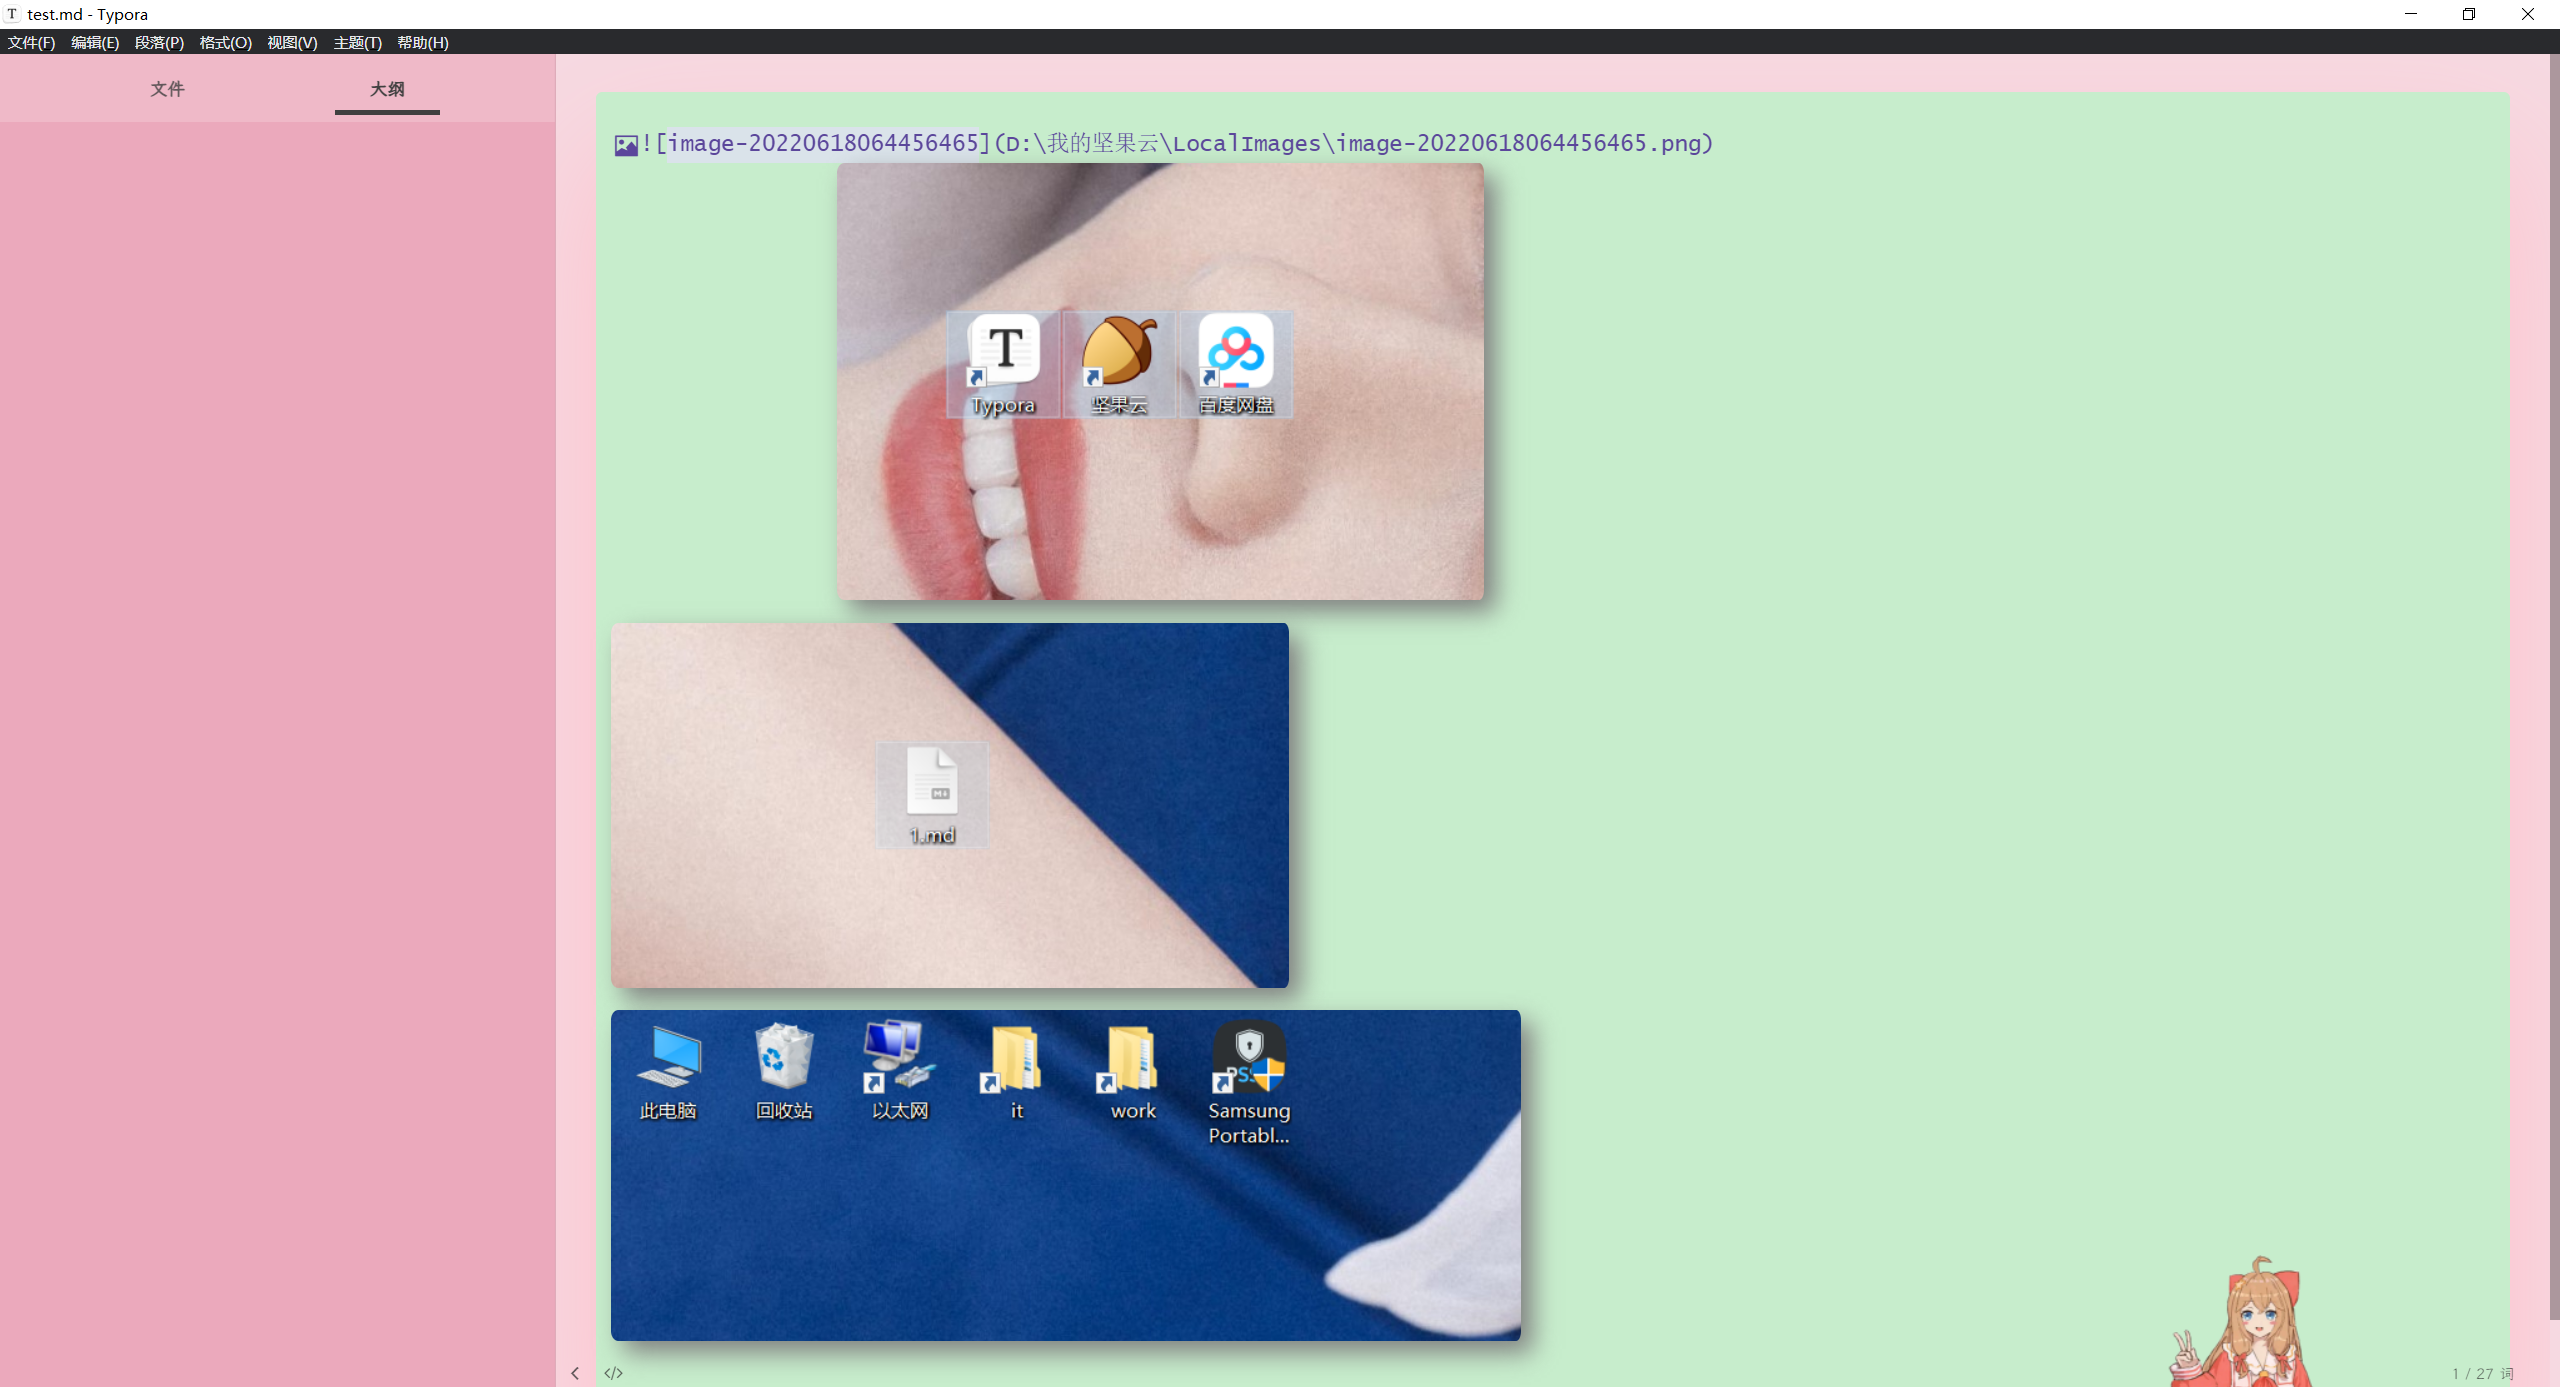 T test.md - Typora
文件(F) 编辑(E) 段落(P) 格式(O) 视图(V) 主题(T) 帮助(H)
文件 大纲
![image-20220618064456465](D:\我的坚果云\LocalImages\image-20220618064456465.png)
T
Typora 坚果云 百度网盘
M↓
1.md
PSS
此电脑 回收站 以太网 it work Samsung
Portabl...
</> 1 / 27 词